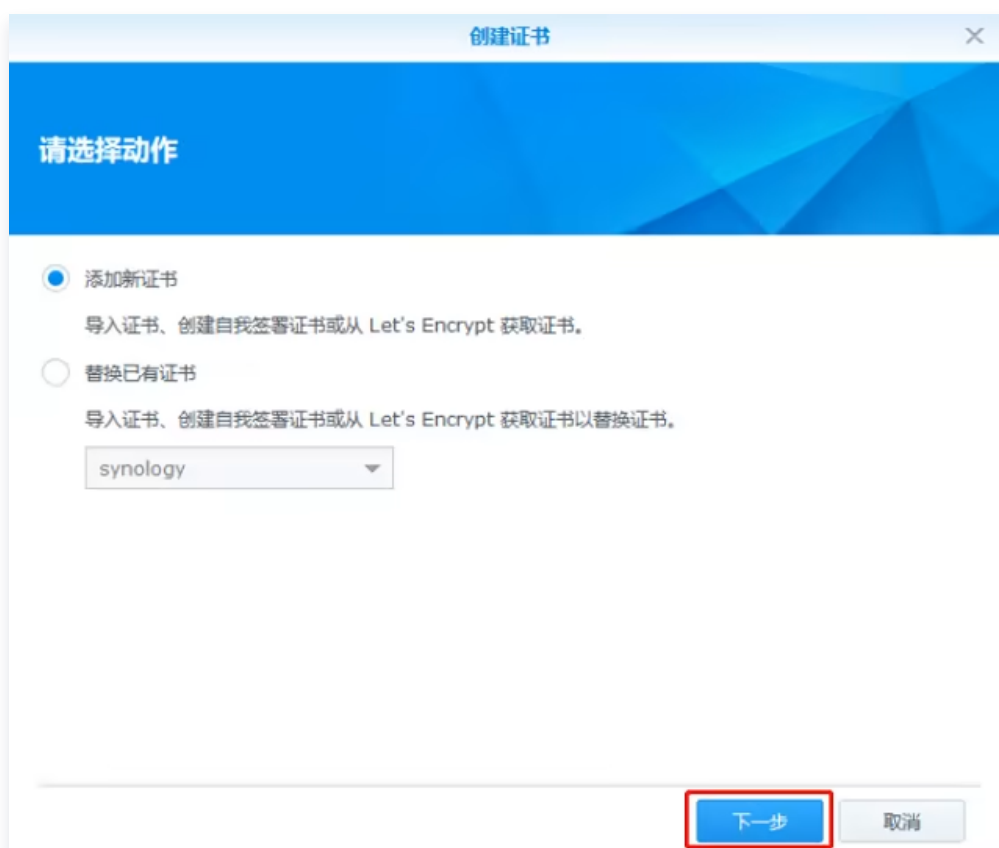 创建证书
请选择动作
添加新证书
导入证书、创建自我签署证书或从 Let's Encrypt 获取证书。
替换已有证书
导入证书、创建自我签署证书或从 Let's Encrypt 获取证书以替换证书。
synology
下一步 取消